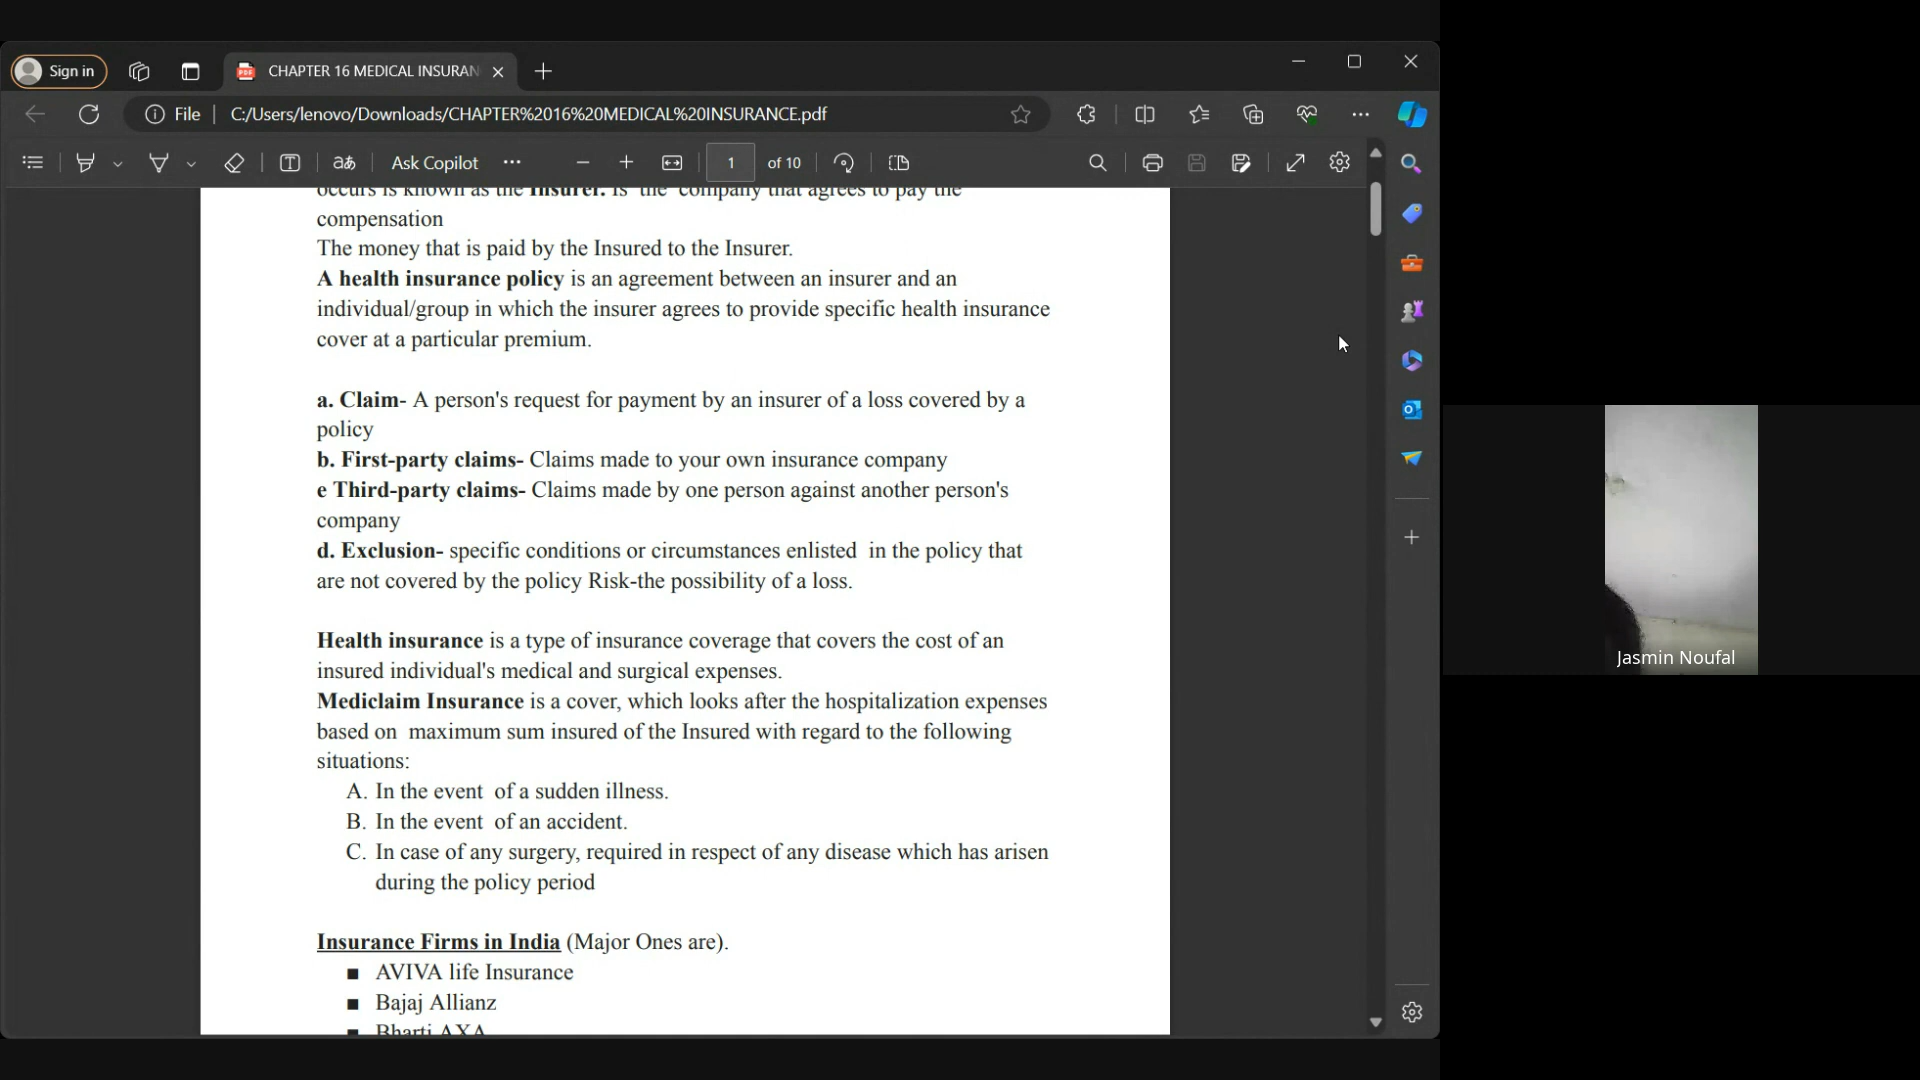 Sign in
CHAPTER 16 MEDICAL INSURAN
File
C:/Users/lenovo/Downloads/CHAPTER%2016%20MEDICAL%20INSURANCE.pdf
Ask Copilot
1 of 10
occurs is known as the Insurer. Is the company that agrees to pay the
compensation
The money that is paid by the Insured to the Insurer.
A health insurance policy is an agreement between an insurer and an
individual/group in which the insurer agrees to provide specific health insurance
cover at a particular premium.
a. Claim- A person's request for payment by an insurer of a loss covered by a
policy
b. First-party claims- Claims made to your own insurance company
e Third-party claims- Claims made by one person against another person's
company
d. Exclusion- specific conditions or circumstances enlisted in the policy that
are not covered by the policy Risk-the possibility of a loss.
Health insurance is a type of insurance coverage that covers the cost of an
insured individual's medical and surgical expenses.
Mediclaim Insurance is a cover, which looks after the hospitalization expenses
based on maximum sum insured of the Insured with regard to the following
situations:
A. In the event of a sudden illness.
B. In the event of an accident.
C. In case of any surgery, required in respect of any disease which has arisen
during the policy period
Insurance Firms in India (Major Ones are).
■ AVIVA life Insurance
■ Bajaj Allianz
■ Bharti AXA
Jasmin Noufal